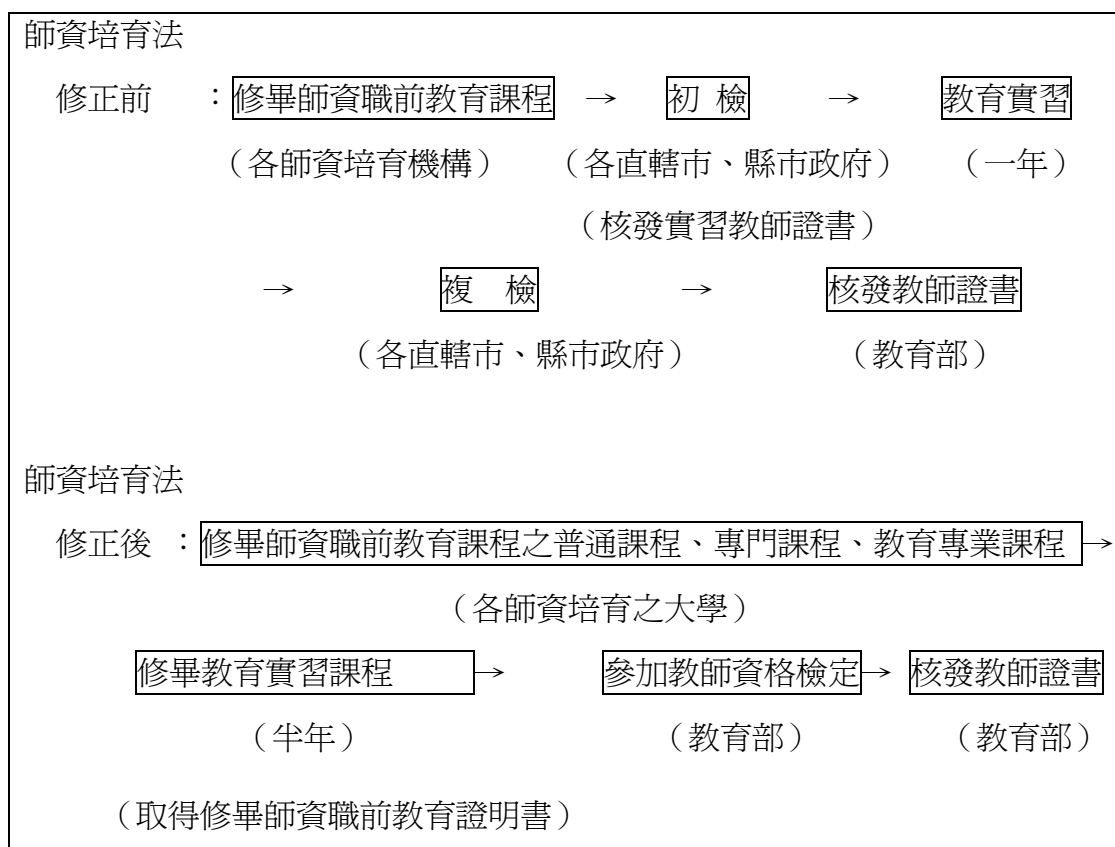 師資培育法
修正前 ：修畢師資職前教育課程 → 初 檢 → 教育實習
（各師資培育機構）（各直轄市、縣市政府）（一年）
（核發實習教師證書）
→ 複 檢 → 核發教師證書
（各直轄市、縣市政府）（教育部）
師資培育法
修正後 ：修畢師資職前教育課程之普通課程、專門課程、教育專業課程 →
（各師資培育之大學）
修畢教育實習課程 → 參加教師資格檢定→ 核發教師證書
（半年）（教育部）（教育部）
（取得修畢師資職前教育證明書）